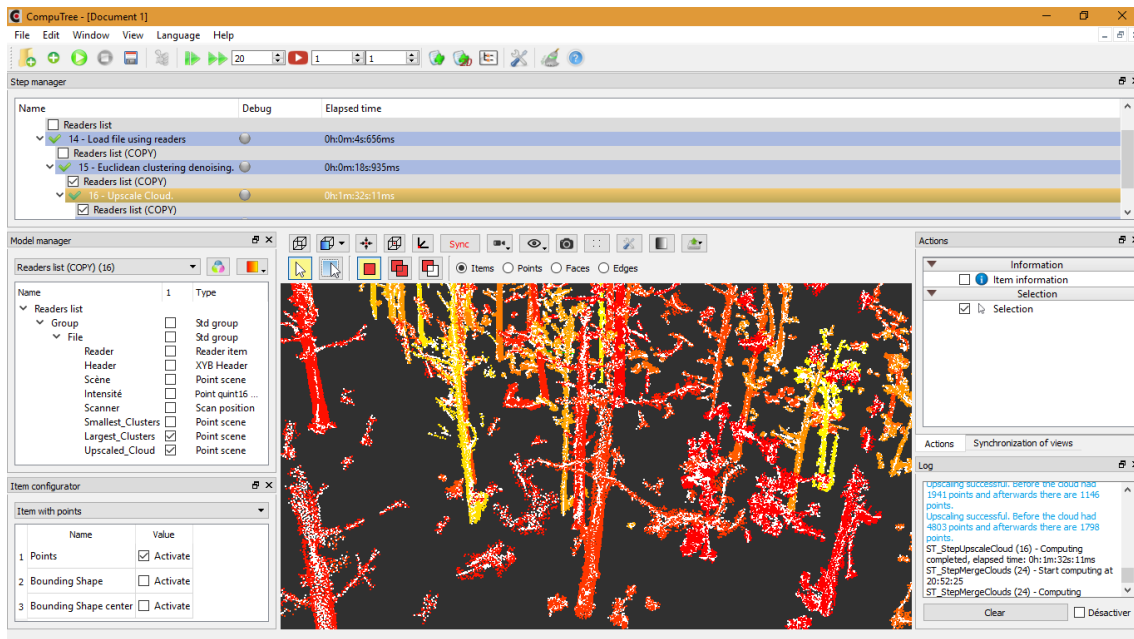 CompuTree - [Document 1]
File Edit Window View Language Help
20 1 1
Step manager
Name Debug Elapsed time
Readers list
14 - Load file using readers 0h:0m:4s:656ms
Readers list (COPY)
15 - Euclidean clustering denoising. 0h:0m:18s:935ms
Readers list (COPY)
16 - Upscale Cloud. 0h:1m:32s:11ms
Readers list (COPY)
Model manager
Readers list (COPY) (16)
Name 1 Type
Readers list
Group Std group
File Std group
Reader Reader item
Header XYB Header
Scène Point scene
Intensité Point quint16 ...
Scanner Scan position
Smallest_Clusters Point scene
Largest_Clusters Point scene
Upscaled_Cloud Point scene
Item configurator
Item with points
Name Value
1 Points Activate
2 Bounding Shape Activate
3 Bounding Shape center Activate
Sync
Items Points Faces Edges
Actions
Information
Item information
Selection
Selection
Actions Synchronization of views
Log
Upscaling successful. Before the cloud had
1941 points and afterwards there are 1146
points.
Upscaling successful. Before the cloud had
4803 points and afterwards there are 1798
points.
ST_StepUpscaleCloud (16) - Computing
completed, elapsed time: 0h:1m:32s:11ms
ST_StepMergeClouds (24) - Start computing at
20:52:25
ST_StepMergeClouds (24) - Computing
Clear Désactiver